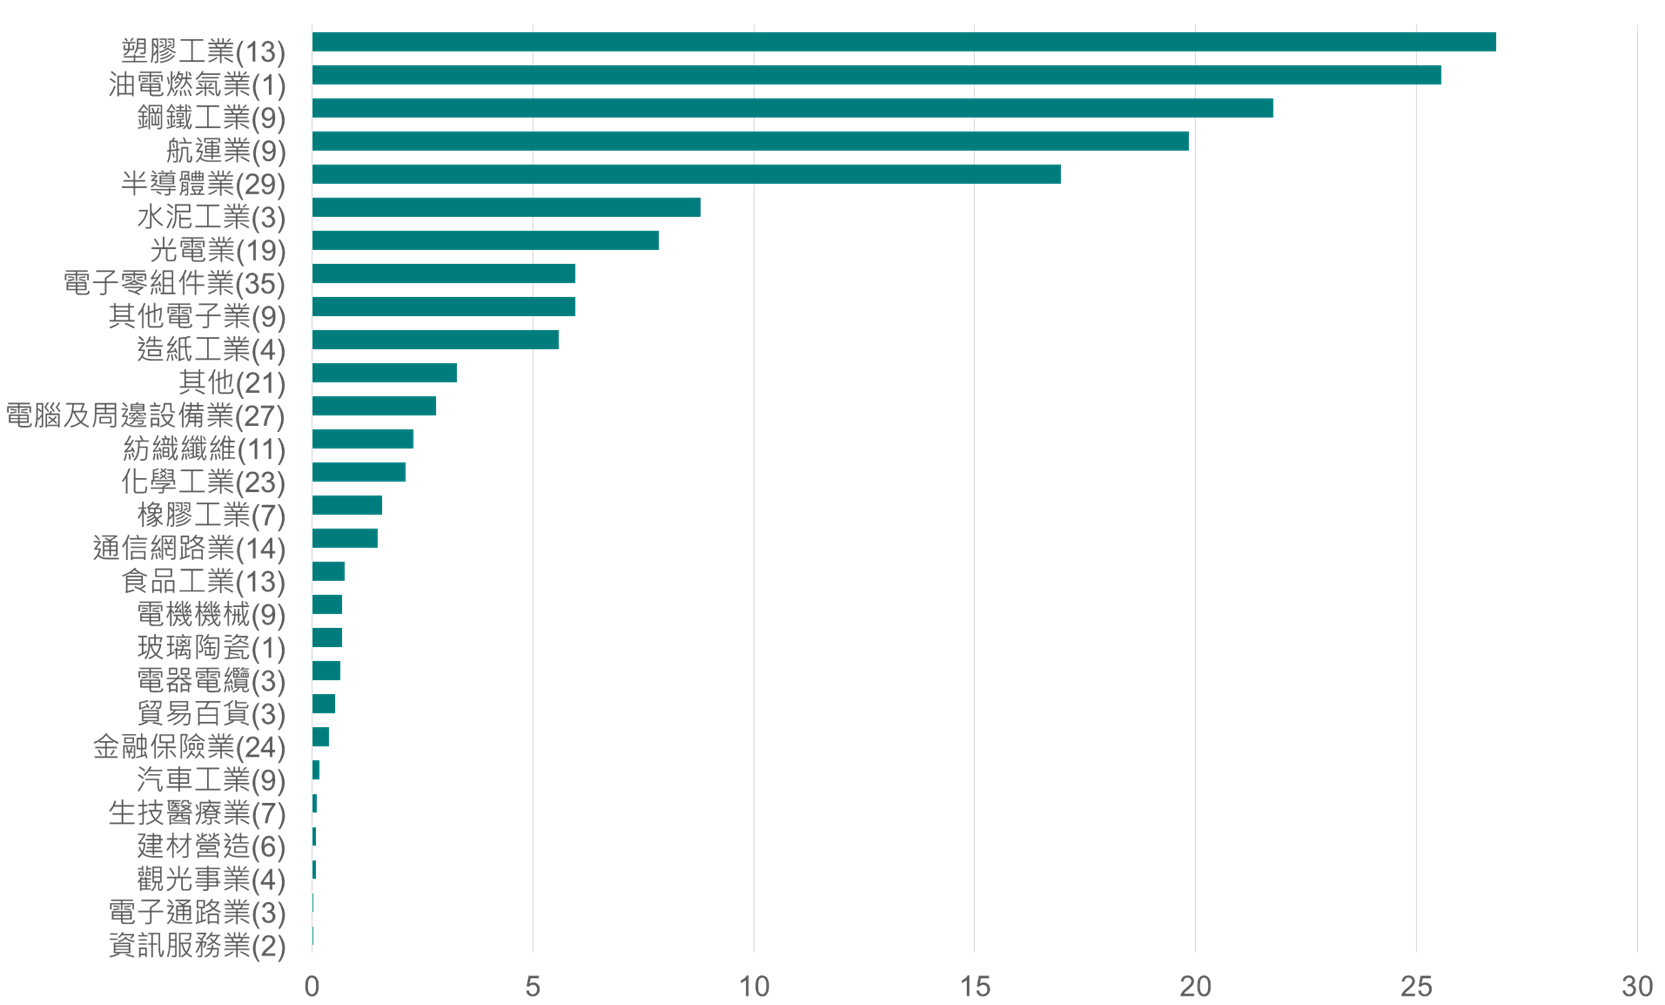 塑膠工業(13)
油電燃氣業(1)
鋼鐵工業(9)
航運業(9)
半導體業(29)
水泥工業(3)
光電業(19)
電子零組件業(35)
其他電子業(9)
造紙工業(4)
其他(21)
電腦及周邊設備業(27)
紡織纖維(11)
化學工業(23)
橡膠工業(7)
通信網路業(14)
食品工業(13)
電機機械(9)
玻璃陶瓷(1)
電器電纜(3)
貿易百貨(3)
金融保險業(24)
汽車工業(9)
生技醫療業(7)
建材營造(6)
觀光事業(4)
電子通路業(3)
資訊服務業(2)
0 5 10 15 20 25 30